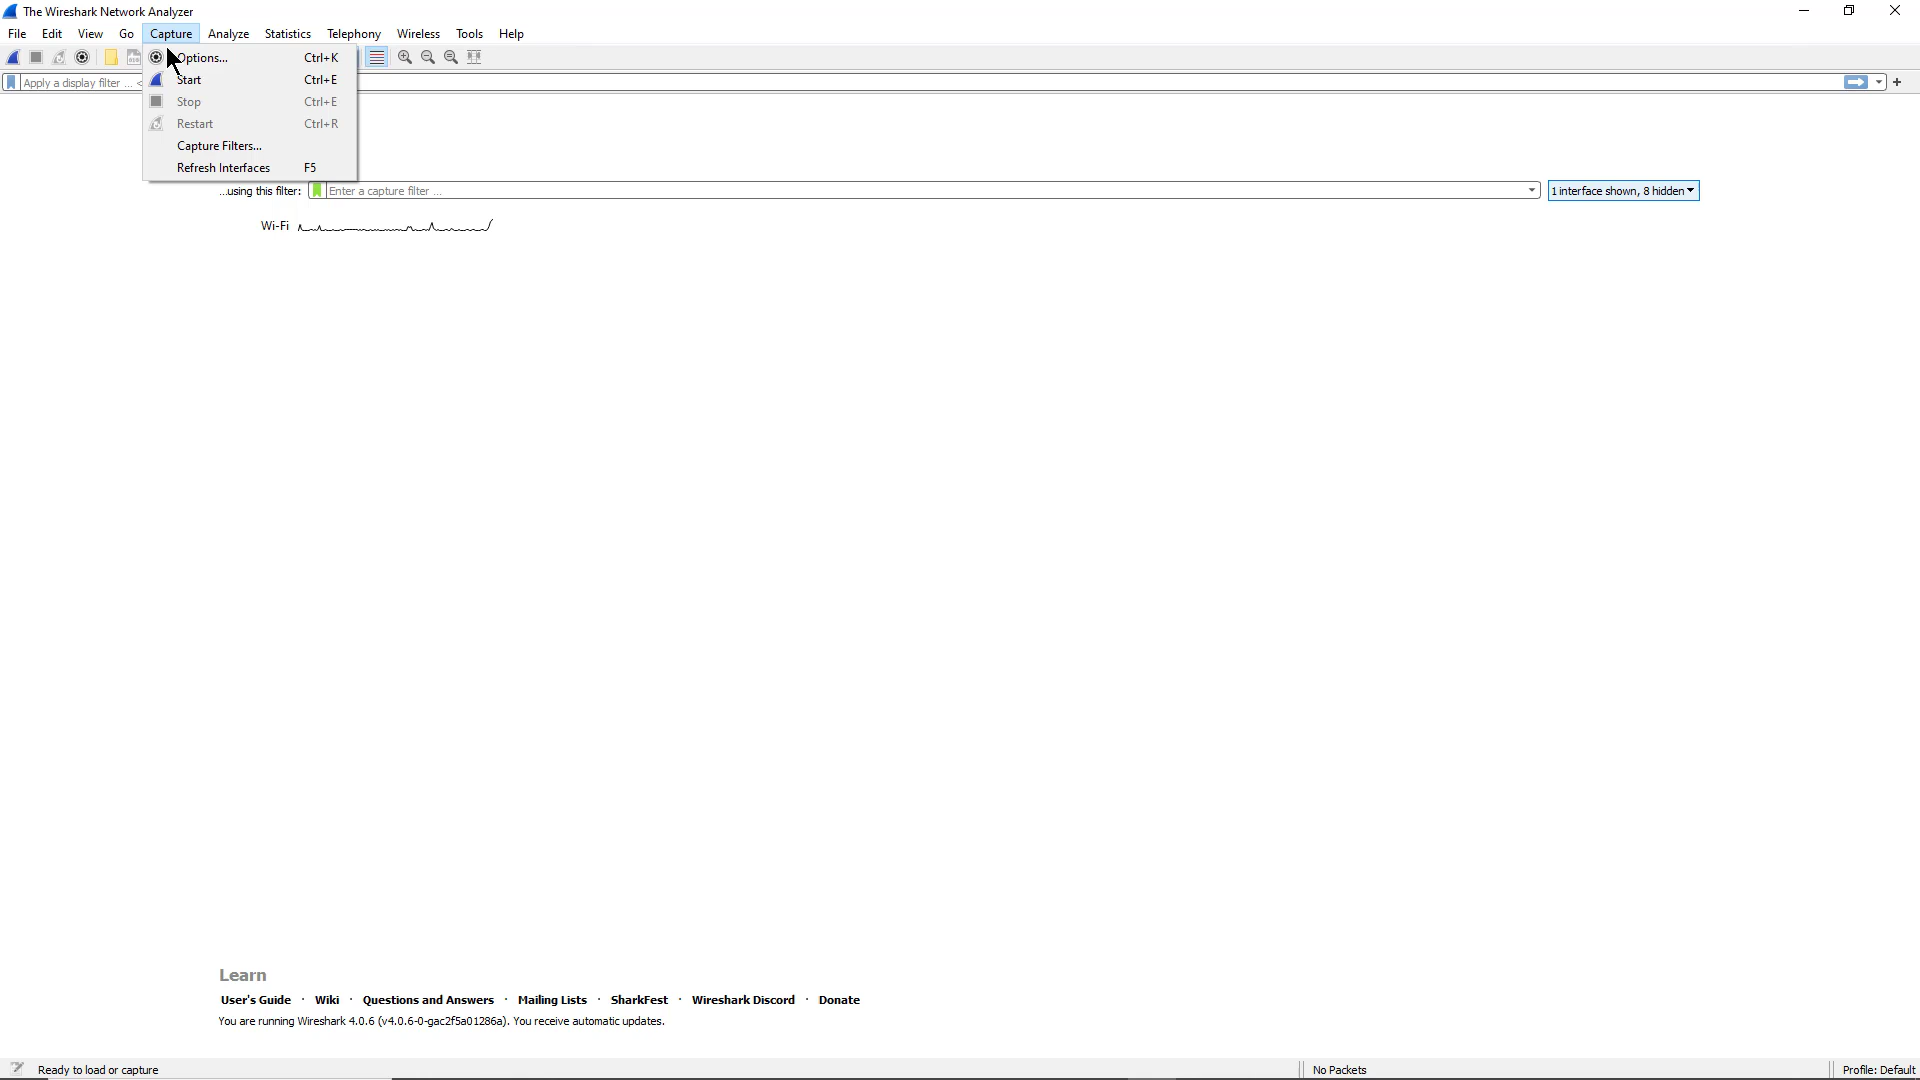 The Wireshark Network Analyzer
File Edit View Go Capture Analyze Statistics Telephony Wireless Tools Help
Options... Ctrl+K
Apply a display filter ... <
Start Ctrl+E
Stop Ctrl+E
Restart Ctrl+R
Capture Filters...
Refresh Interfaces F5
...using this filter: Enter a capture filter ... 1 interface shown, 8 hidden
Wi-Fi
Learn
User's Guide · Wiki · Questions and Answers · Mailing Lists · SharkFest · Wireshark Discord · Donate
You are running Wireshark 4.0.6 (v4.0.6-0-gac2f5a01286a). You receive automatic updates.
Ready to load or capture No Packets Profile: Default